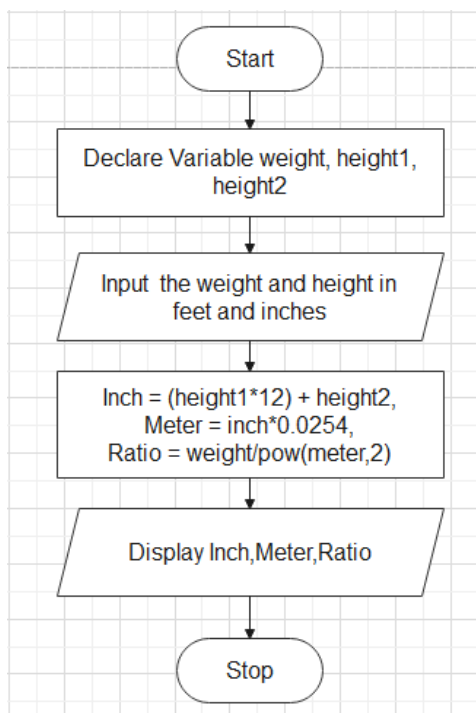 Start
Declare Variable weight, height1,
height2
Input the weight and height in
feet and inches
Inch = (height1*12) + height2,
Meter = inch*0.0254,
Ratio = weight/pow(meter,2)
Display Inch,Meter,Ratio
Stop